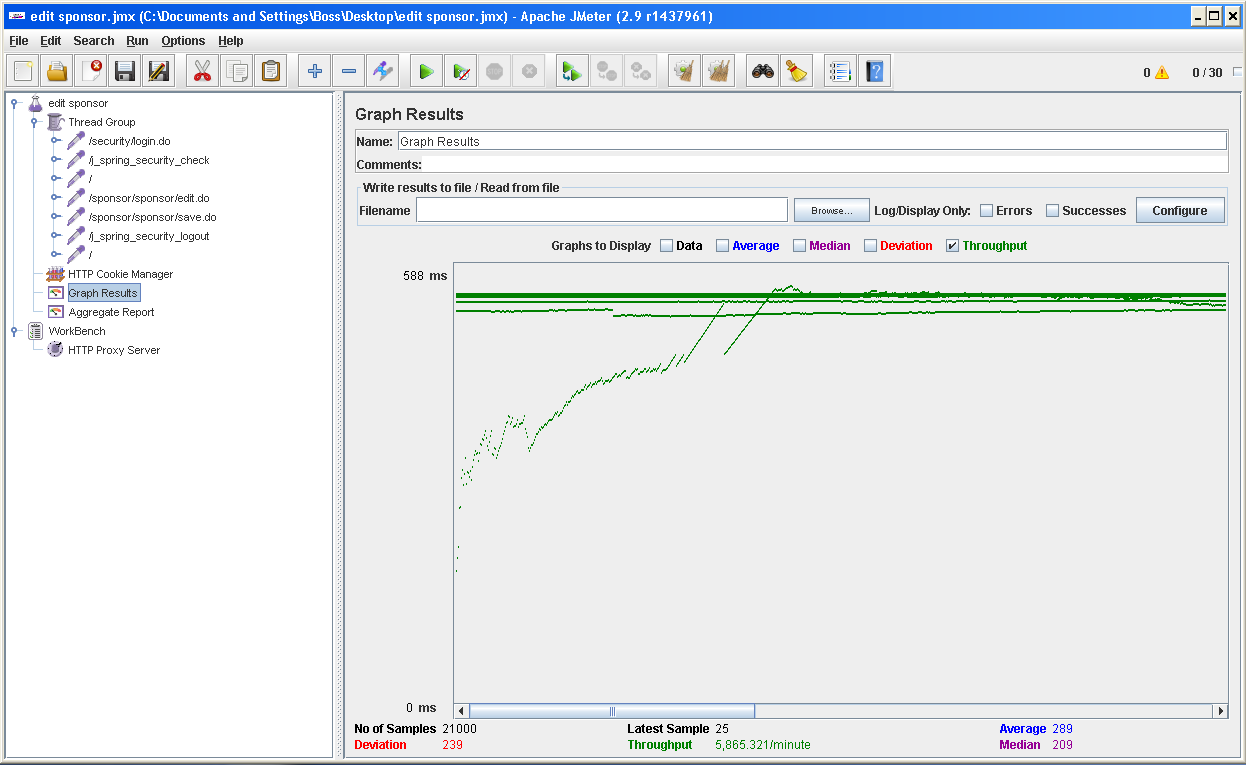 edit sponsor.jmx (C:\Documents and Settings\Boss\Desktop\edit sponsor.jmx) - Apache JMeter (2.9 r1437961)
File Edit Search Run Options Help
0 0 / 30
edit sponsor
Thread Group
/security/login.do
/j_spring_security_check
/
/sponsor/sponsor/edit.do
/sponsor/sponsor/save.do
/j_spring_security_logout
/
HTTP Cookie Manager
Graph Results
Aggregate Report
WorkBench
HTTP Proxy Server
Graph Results
Name: Graph Results
Comments:
Write results to file / Read from file
Filename Browse... Log/Display Only: Errors Successes Configure
Graphs to Display Data Average Median Deviation Throughput
588 ms
0 ms
No of Samples 21000 Latest Sample 25 Average 289
Deviation 239 Throughput 5,865.321/minute Median 209